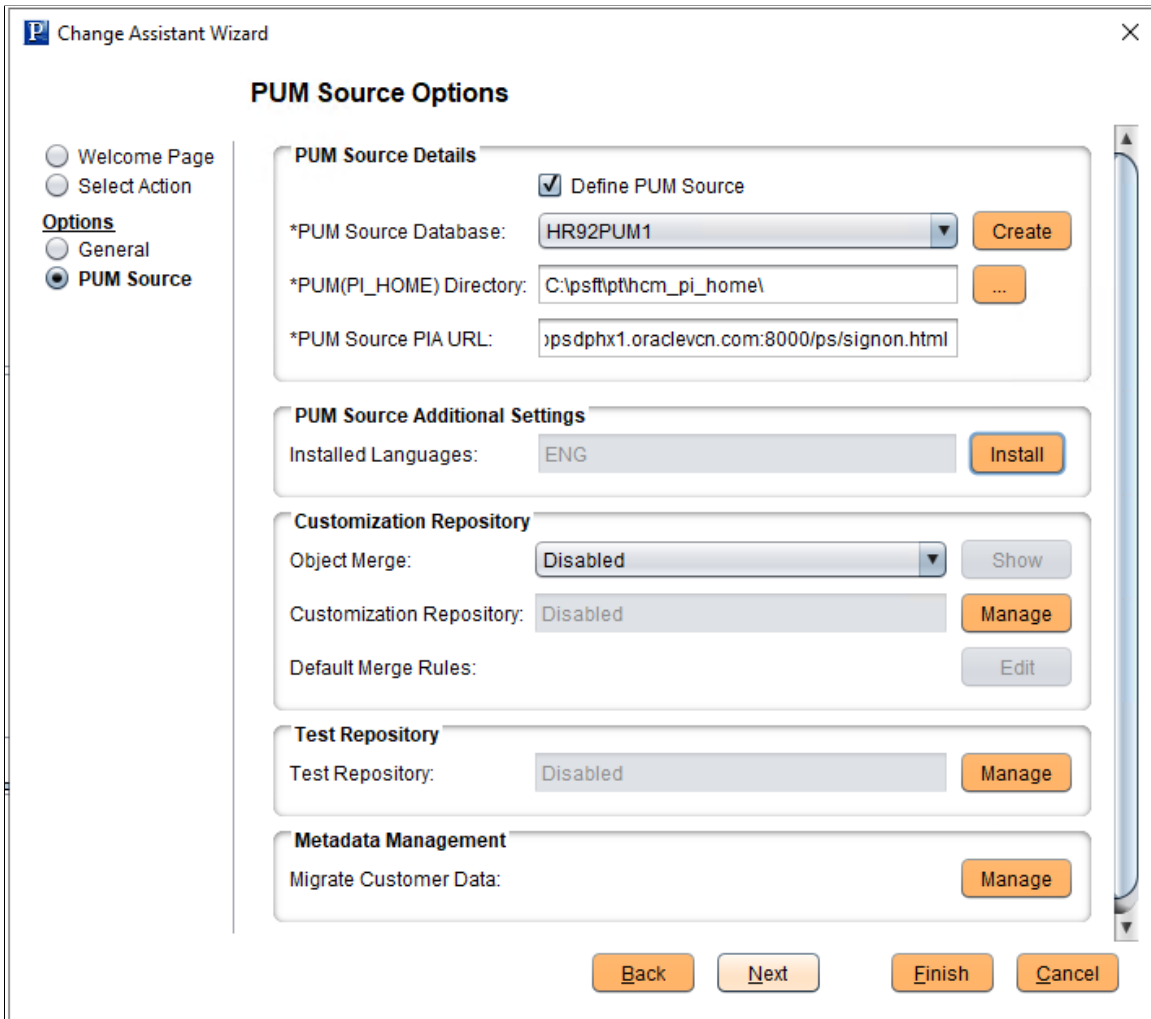 P Change Assistant Wizard
PUM Source Options
Welcome Page
Select Action
Options
General
PUM Source
PUM Source Details
Define PUM Source
*PUM Source Database: HR92PUM1 Create
*PUM(PI_HOME) Directory: C:\psft\pt\hcm_pi_home\ ...
*PUM Source PIA URL: psdphx1.oraclevcn.com:8000/ps/signon.html
PUM Source Additional Settings
Installed Languages: ENG Install
Customization Repository
Object Merge: Disabled Show
Customization Repository: Disabled Manage
Default Merge Rules: Edit
Test Repository
Test Repository: Disabled Manage
Metadata Management
Migrate Customer Data: Manage
Back Next Finish Cancel